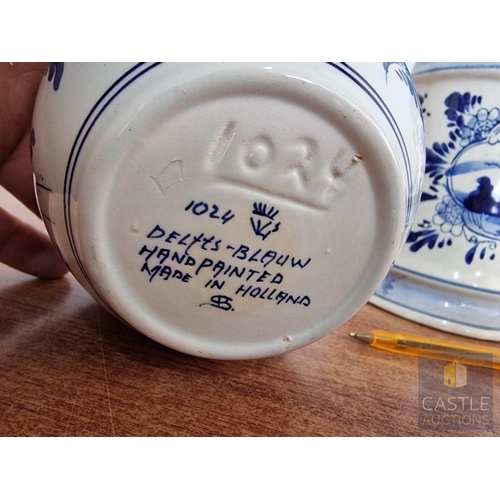 1024
1024
DELFTS-BLAUW
HANDPAINTED
MADE IN HOLLAND
CASTLE
AUCTIONS